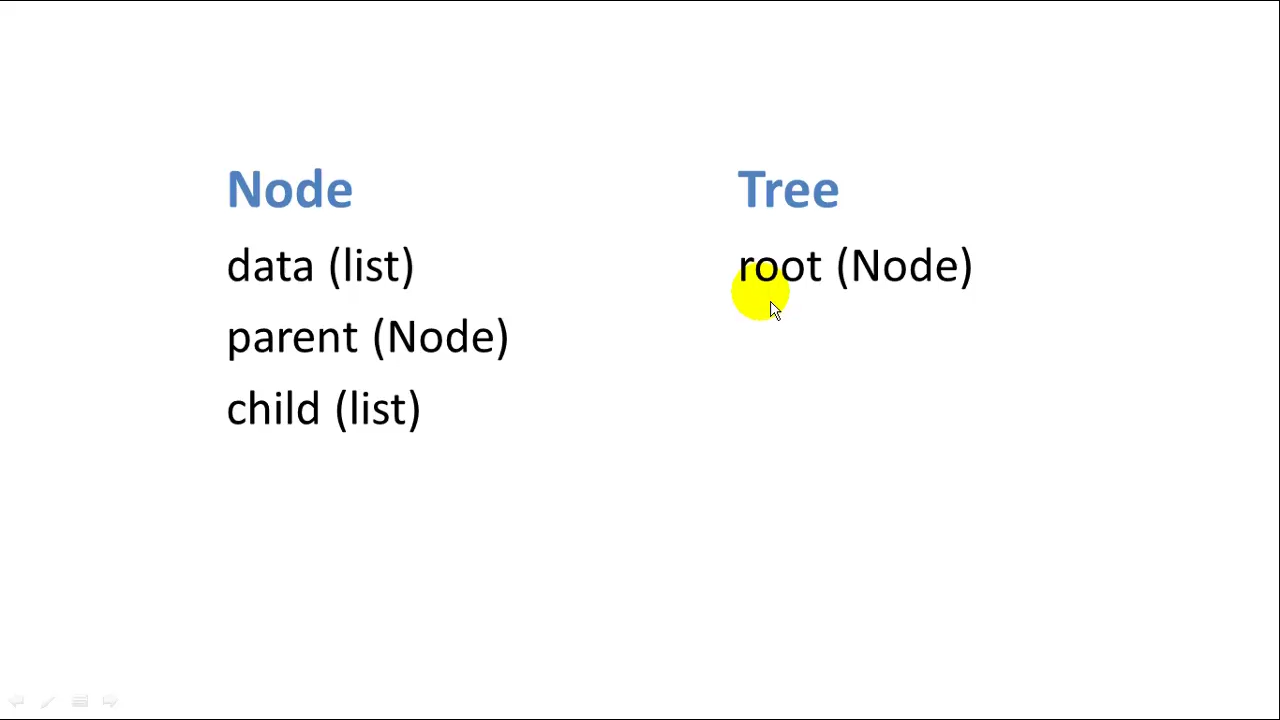 Node
data (list)
parent (Node)
child (list)
Tree
root (Node)